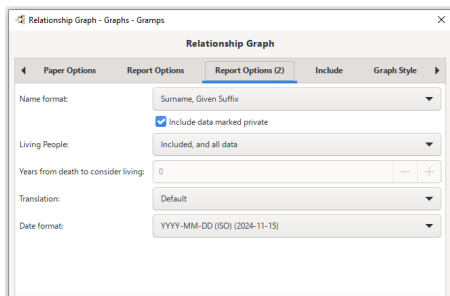 Relationship Graph - Graphs - Gramps
Relationship Graph
Paper Options Report Options Report Options (2) Include Graph Style
Name format: Surname, Given Suffix
Include data marked private
Living People: Included, and all data
Years from death to consider living: 0
Translation: Default
Date format: YYYY-MM-DD (ISO) (2024-11-15)